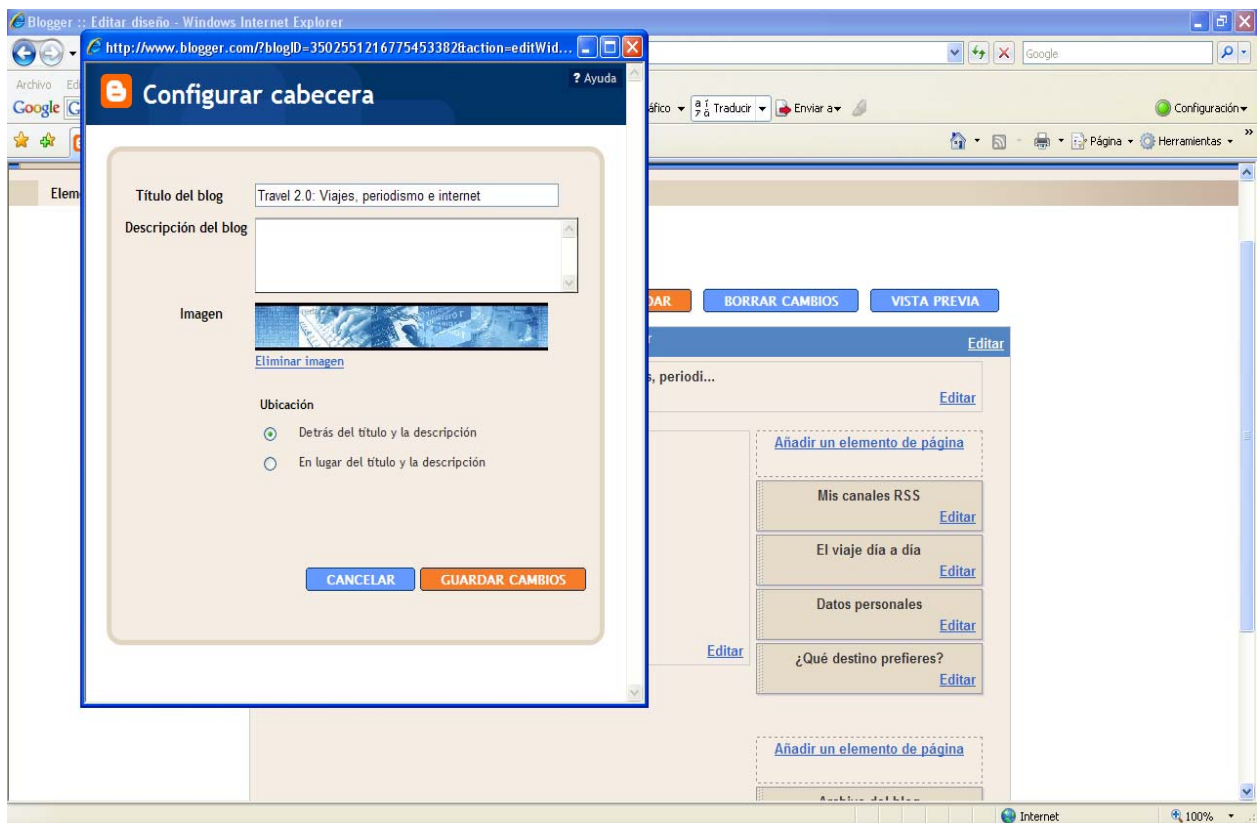 Blogger :: Editar diseño - Windows Internet Explorer
http://www.blogger.com/?blogID=3502551216775453382&action=editWid...
Google
Archivo
Google
Traducir
Enviar a
Configuración
Página
Herramientas
? Ayuda
Configurar cabecera
Título del blog
Travel 2.0: Viajes, periodismo e internet
Descripción del blog
Imagen
Eliminar imagen
Ubicación
Detrás del título y la descripción
En lugar del título y la descripción
CANCELAR
GUARDAR CAMBIOS
BORRAR CAMBIOS
VISTA PREVIA
Editar
s, periodi...
Editar
Editar
Añadir un elemento de página
Mis canales RSS
Editar
El viaje día a día
Editar
Datos personales
Editar
¿Qué destino prefieres?
Editar
Añadir un elemento de página
Archivo del blog
Internet
100%